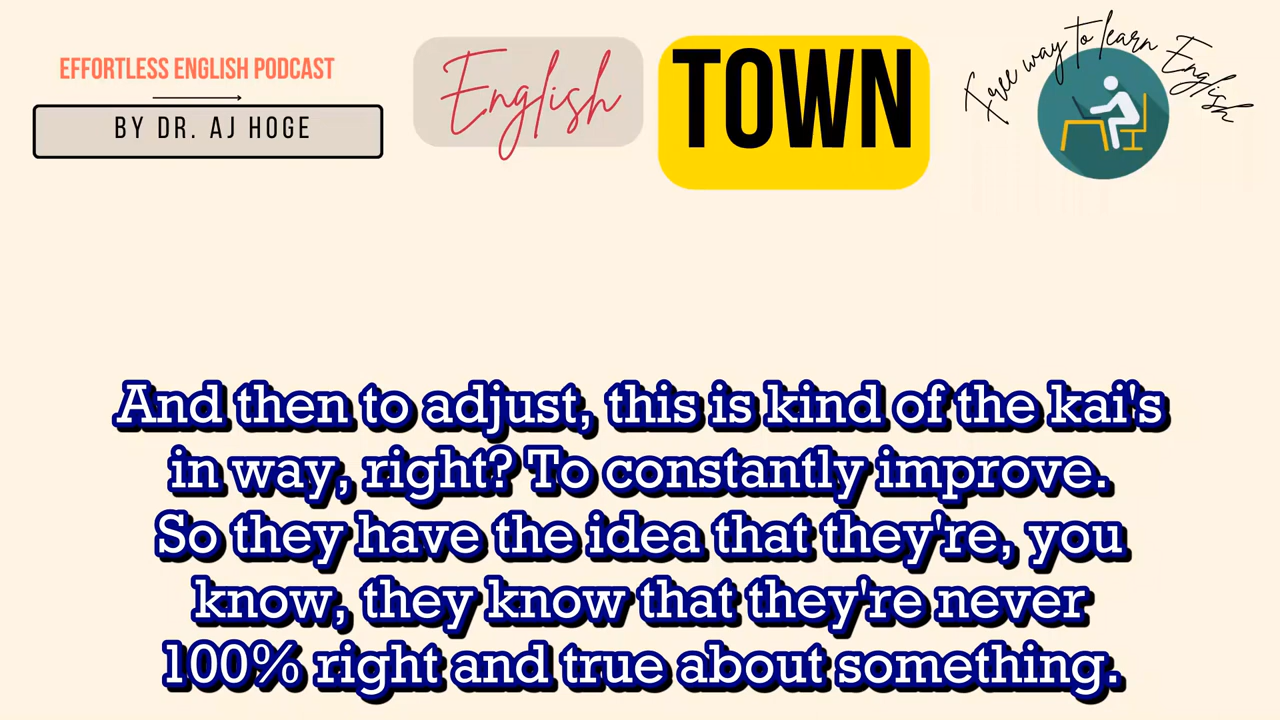 EFFORTLESS ENGLISH PODCAST
BY DR. AJ HOGE
English
TOWN
Free way to learn English
And then to adjust, this is kind of the kai's
in way, right? To constantly improve.
So they have the idea that they're, you
know, they know that they're never
100% right and true about something.